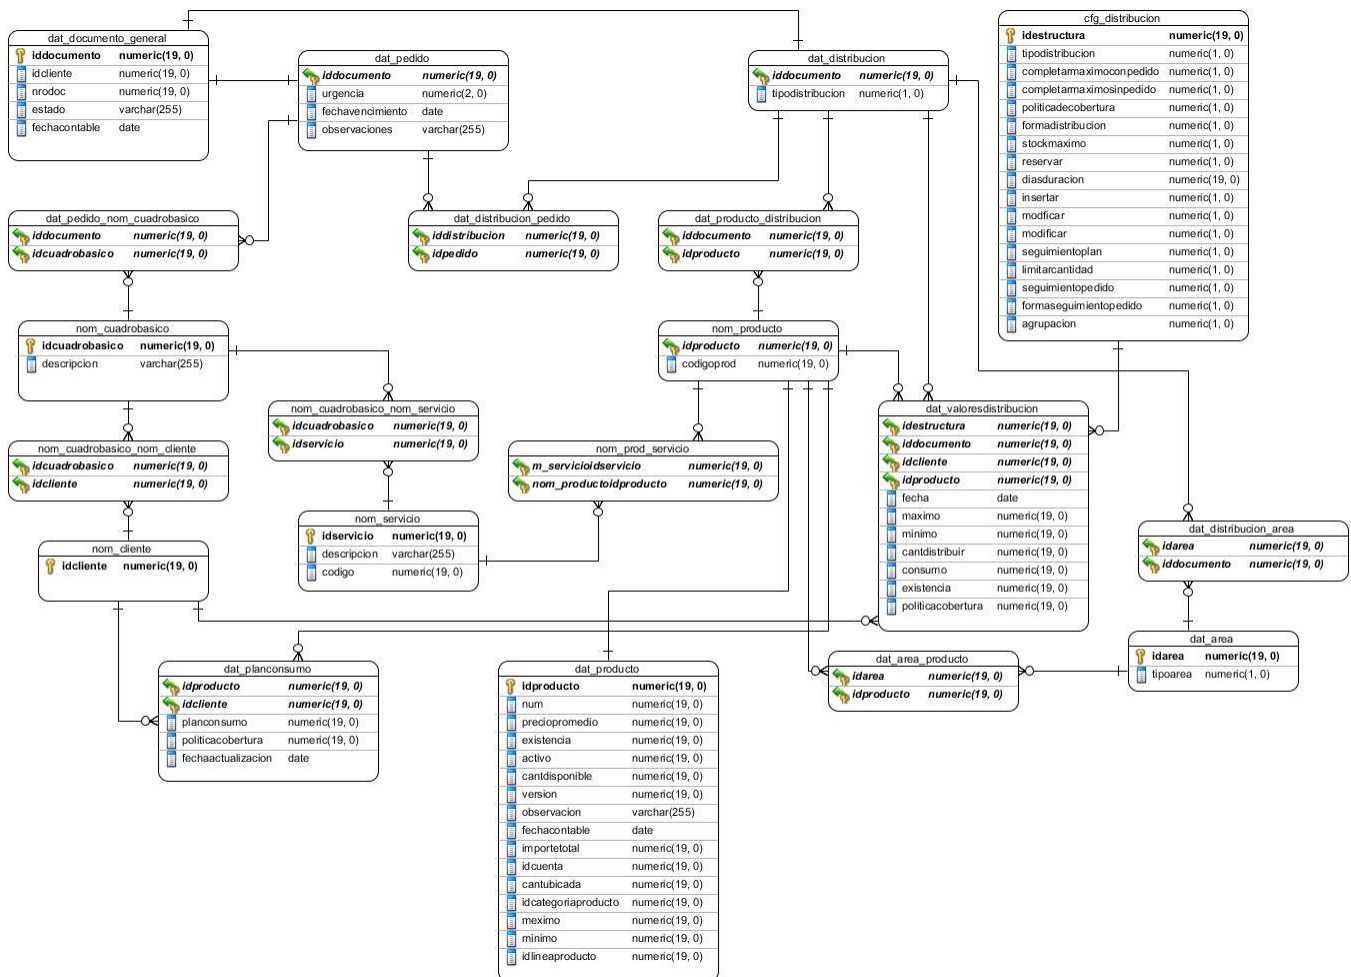 dat_documento_general
iddocumento numeric(19, 0)
idcliente numeric(19, 0)
nrodoc numeric(19, 0)
estado varchar(255)
fechacontable date
dat_pedido
iddocumento numeric(19, 0)
urgencia numeric(2, 0)
fechavencimiento date
observaciones varchar(255)
dat_distribucion
iddocumento numeric(19, 0)
tipodistribucion numeric(1, 0)
cfg_distribucion
idestructura numeric(19, 0)
tipodistribucion numeric(1, 0)
completarmaximoconpedido numeric(1, 0)
completarmaximosinpedido numeric(1, 0)
politicadecobertura numeric(1, 0)
formadistribucion numeric(1, 0)
stockmaximo numeric(1, 0)
reservar numeric(1, 0)
diasduracion numeric(19, 0)
insertar numeric(1, 0)
modficar numeric(1, 0)
modificar numeric(1, 0)
seguimientoplan numeric(1, 0)
limitarcantidad numeric(1, 0)
seguimientopedido numeric(1, 0)
formaseguimientopedido numeric(1, 0)
agrupacion numeric(1, 0)
dat_pedido_nom_cuadrobasico
iddocumento numeric(19, 0)
idcuadrobasico numeric(19, 0)
dat_distribucion_pedido
iddistribucion numeric(19, 0)
idpedido numeric(19, 0)
dat_producto_distribucion
iddocumento numeric(19, 0)
idproducto numeric(19, 0)
nom_cuadrobasico
idcuadrobasico numeric(19, 0)
descripcion varchar(255)
nom_producto
idproducto numeric(19, 0)
codigoprod numeric(19, 0)
nom_cuadrobasico_nom_servicio
idcuadrobasico numeric(19, 0)
idservicio numeric(19, 0)
dat_valoresdistribucion
idestructura numeric(19, 0)
iddocumento numeric(19, 0)
idcliente numeric(19, 0)
idproducto numeric(19, 0)
fecha date
maximo numeric(19, 0)
minimo numeric(19, 0)
cantdistribuir numeric(19, 0)
consumo numeric(19, 0)
existencia numeric(19, 0)
politicacobertura numeric(19, 0)
nom_cuadrobasico_nom_cliente
idcuadrobasico numeric(19, 0)
idcliente numeric(19, 0)
nom_prod_servicio
m_servicioidservicio numeric(19, 0)
nom_productoidproducto numeric(19, 0)
nom_servicio
idservicio numeric(19, 0)
descripcion varchar(255)
codigo numeric(19, 0)
dat_distribucion_area
idarea numeric(19, 0)
iddocumento numeric(19, 0)
nom_cliente
idcliente numeric(19, 0)
dat_area
idarea numeric(19, 0)
tipoarea numeric(1, 0)
dat_area_producto
idarea numeric(19, 0)
idproducto numeric(19, 0)
dat_planconsumo
idproducto numeric(19, 0)
idcliente numeric(19, 0)
planconsumo numeric(19, 0)
politicacobertura numeric(19, 0)
fechaactualizacion date
dat_producto
idproducto numeric(19, 0)
num numeric(19, 0)
preciopromedio numeric(19, 0)
existencia numeric(19, 0)
activo numeric(19, 0)
cantdisponible numeric(19, 0)
version numeric(19, 0)
observacion varchar(255)
fechacontable date
importetotal numeric(19, 0)
idcuenta numeric(19, 0)
cantubicada numeric(19, 0)
idcategoriaproducto numeric(19, 0)
meximo numeric(19, 0)
minimo numeric(19, 0)
idlineaproducto numeric(19, 0)